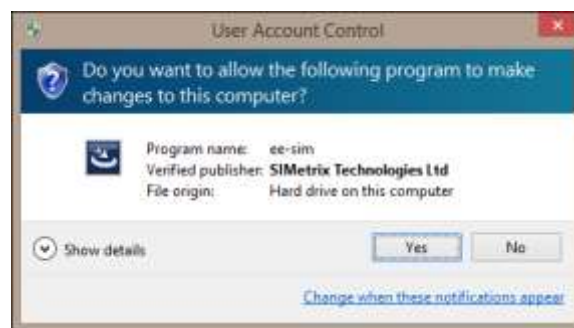 User Account Control
Do you want to allow the following program to make
changes to this computer?
Program name: ee-sim
Verified publisher: SIMetrix Technologies Ltd
File origin: Hard drive on this computer
Show details
Yes
No
Change when these notifications appear